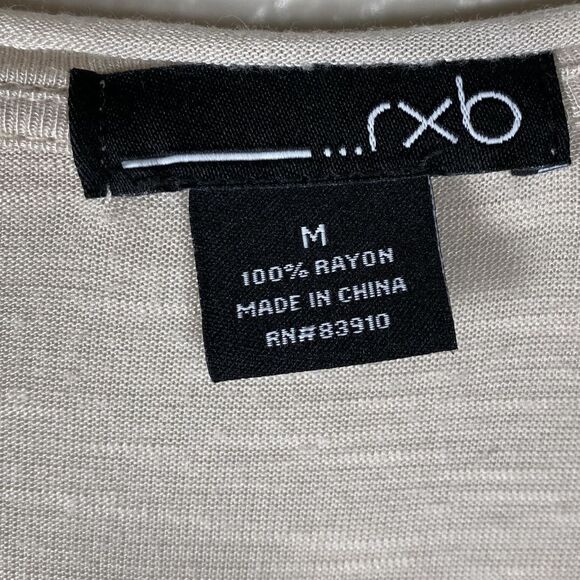 ...rxb
M
100% RAYON
MADE IN CHINA
RN#83910